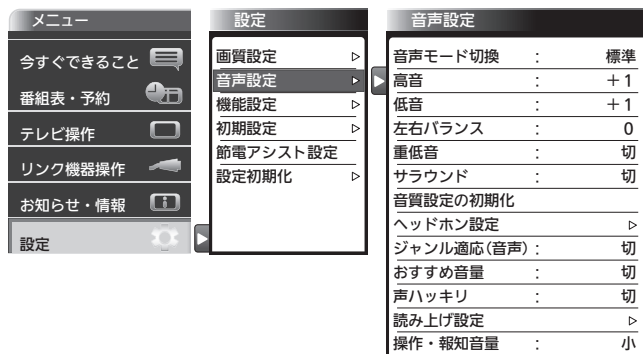 メニュー
今すぐできること
番組表・予約
テレビ操作
リンク機器操作
お知らせ・情報
設定
設定
画質設定
音声設定
機能設定
初期設定
節電アシスト設定
設定初期化
音声設定
音声モード切換 : 標準
高音 : +1
低音 : +1
左右バランス : 0
重低音 : 切
サラウンド : 切
音質設定の初期化
ヘッドホン設定
ジャンル適応(音声) : 切
おすすめ音量 : 切
声ハッキリ : 切
読み上げ設定
操作・報知音量 : 小